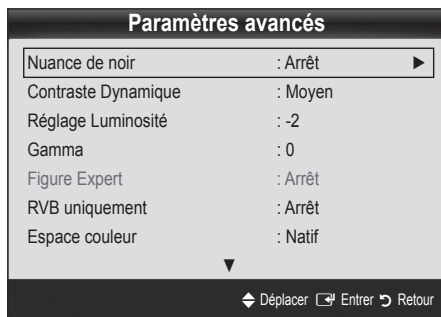 Paramètres avancés
Nuance de noir : Arrêt ►
Contraste Dynamique : Moyen
Réglage Luminosité : -2
Gamma : 0
Figure Expert : Arrêt
RVB uniquement : Arrêt
Espace couleur : Natif
▼
Déplacer Entrer Retour